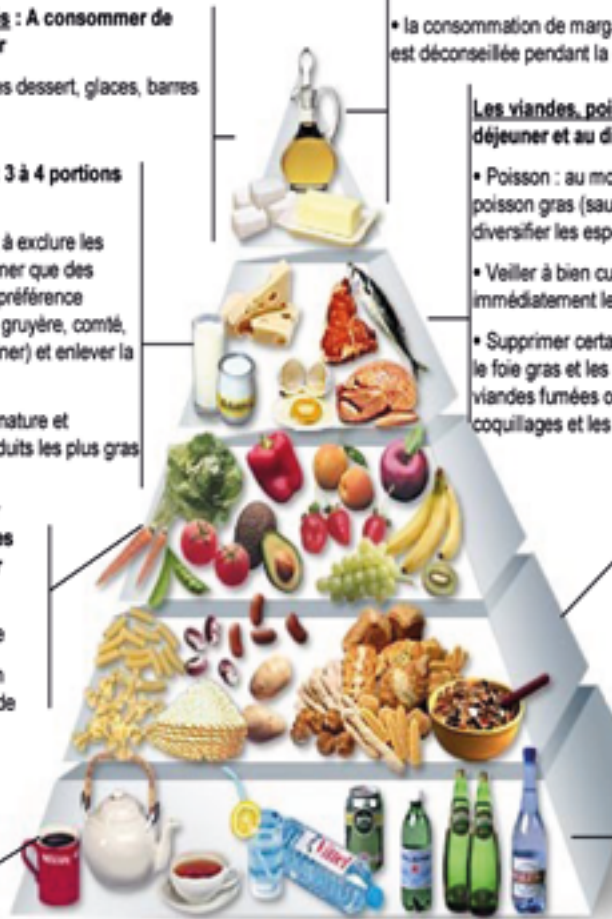 s : A consommer de
r
es dessert, glaces, barres
3 à 4 portions
à exclure les
ner que des
préférence
gruyère, comté,
ner) et enlever la
nature et
duits les plus gras
es
r
e
n
de
• la consommation de marg
est déconseillée pendant la
Les viandes, poi
déjeuner et au di
• Poisson : au mo
poisson gras (sau
diversifier les esp
• Veiller à bien cu
immédiatement le
• Supprimer certa
le foie gras et les
viandes fumées o
coquillages et les
Vittel